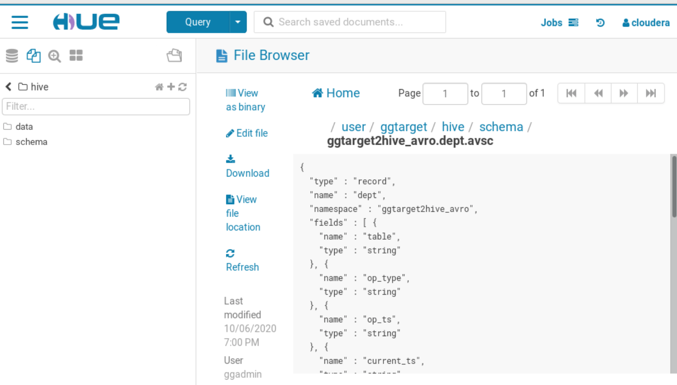 HUE
Query
Search saved documents...
Jobs
cloudera
File Browser
hive
Filter...
data
schema
View
as binary
Edit file
Download
View
file
location
Refresh
Last
modified
10/06/2020
7:00 PM
User
ggadmin
Home
Page 1 to 1 of 1
/ user / ggtarget / hive / schema /
ggtarget2hive_avro.dept.avsc
{
"type" : "record",
"name" : "dept",
"namespace" : "ggtarget2hive_avro",
"fields" : [ {
"name" : "table",
"type" : "string"
}, {
"name" : "op_type",
"type" : "string"
}, {
"name" : "op_ts",
"type" : "string"
}, {
"name" : "current_ts",
"type" : "string"